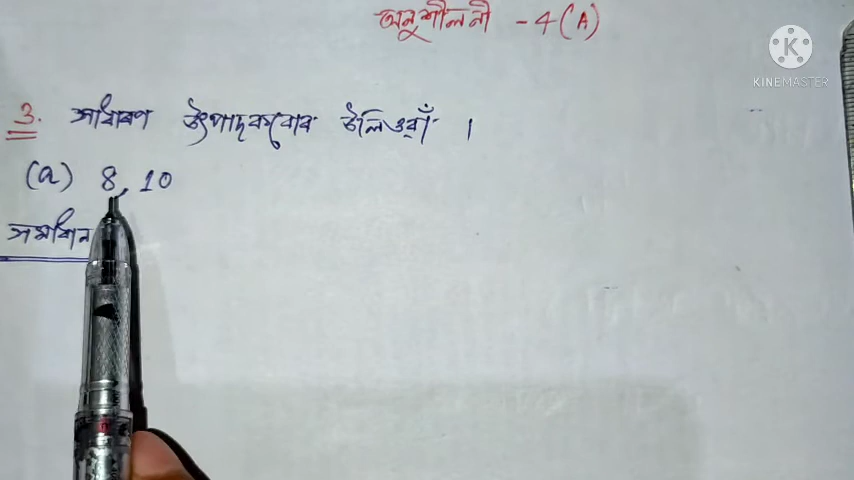 অনুশীলনী - 4 (A)
K
KINEMASTER
3. সাধাৰণ উৎপাদকবোৰ উলিওৱাঁ ।
(a) 8, 10
সমাধান